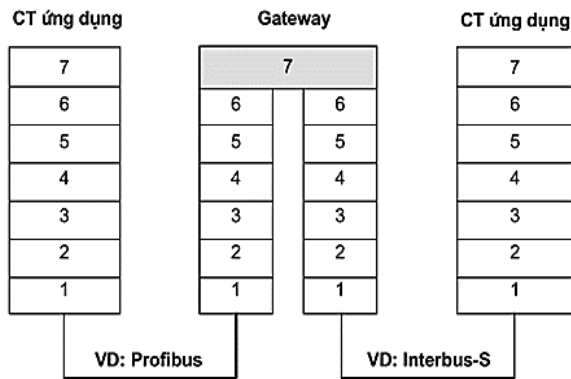 CT ứng dụng Gateway CT ứng dụng
7 7 7
6 6 6 6
5 5 5 5
4 4 4 4
3 3 3 3
2 2 2 2
1 1 1 1
VD: Profibus VD: Interbus-S